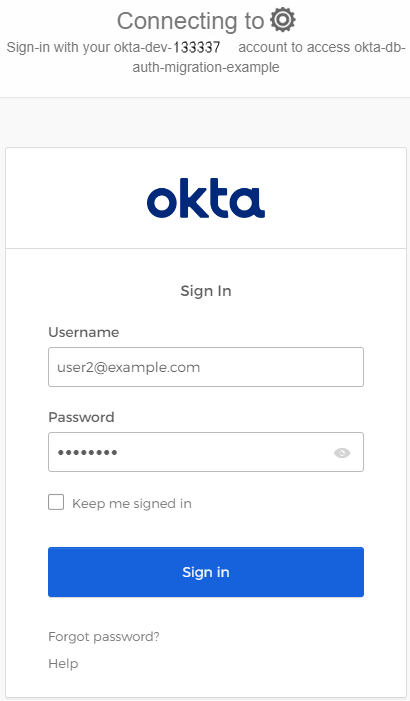 Connecting to
Sign-in with your okta-dev-133337 account to access okta-db-
auth-migration-example
okta
Sign In
Username
user2@example.com
Password
••••••••
Keep me signed in
Sign in
Forgot password?
Help